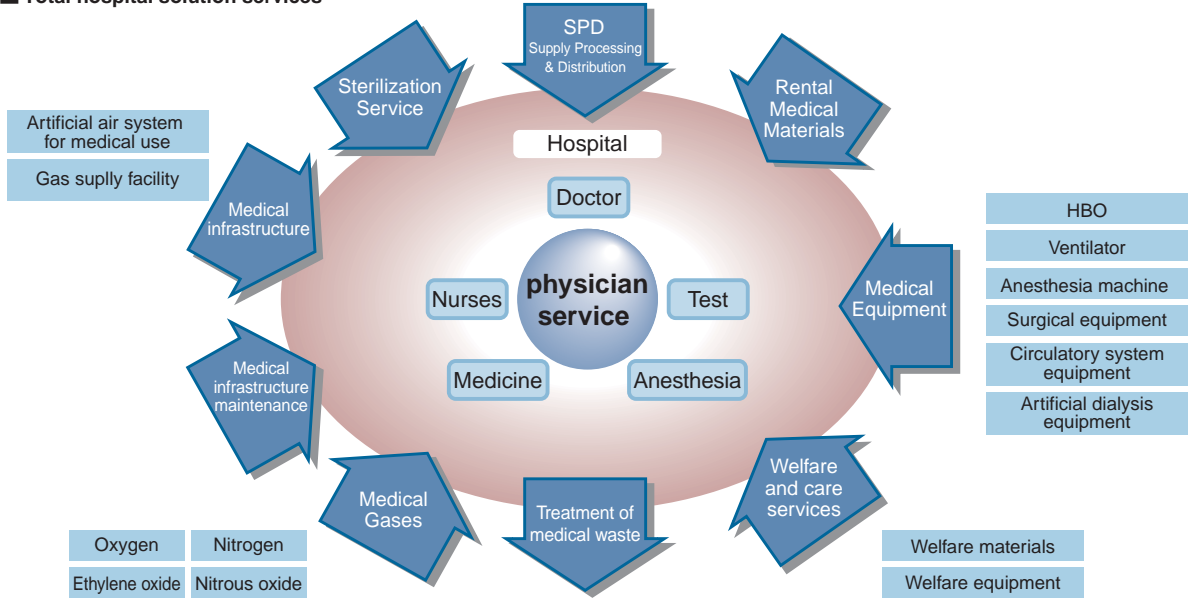 ■ Total hospital solution services
SPD
Supply Processing
& Distribution
Sterilization
Service
Rental
Medical
Materials
Artificial air system
for medical use
Gas suplly facility
Hospital
Doctor
Medical
infrastructure
HBO
Ventilator
Anesthesia machine
Surgical equipment
Circulatory system
equipment
Artificial dialysis
equipment
Medical
Equipment
Nurses
physician
service
Test
Medicine
Anesthesia
Medical
infrastructure
maintenance
Medical
Gases
Treatment of
medical waste
Welfare
and care
services
Oxygen
Nitrogen
Ethylene oxide
Nitrous oxide
Welfare materials
Welfare equipment